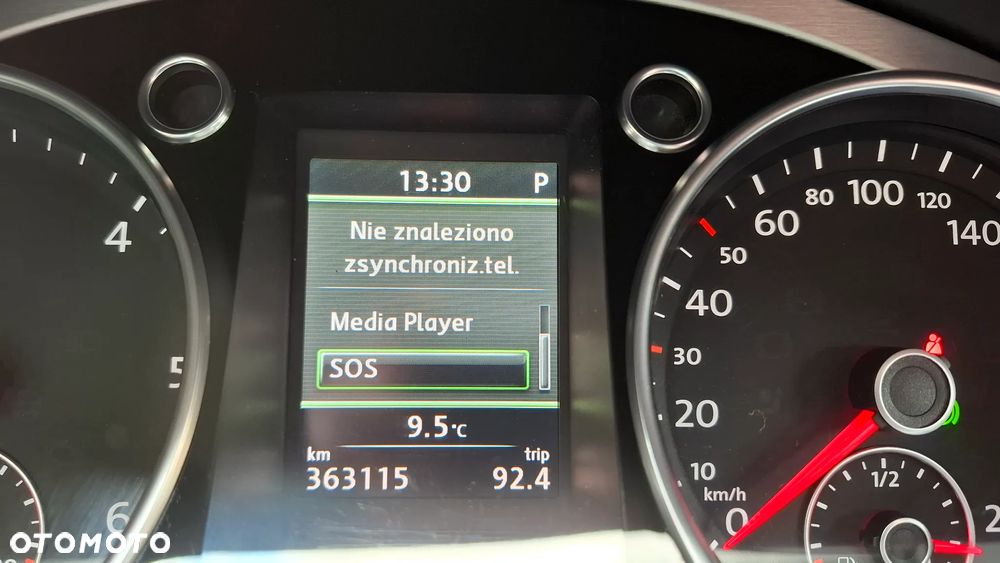 13:30 P
Nie znaleziono
zsynchroniz.tel.
Media Player
SOS
9.5°C
km trip
363115 92.4
4
5
6
0
10
20
30
40
50
60
80
100
120
140
km/h
1/2
OTOMOTO